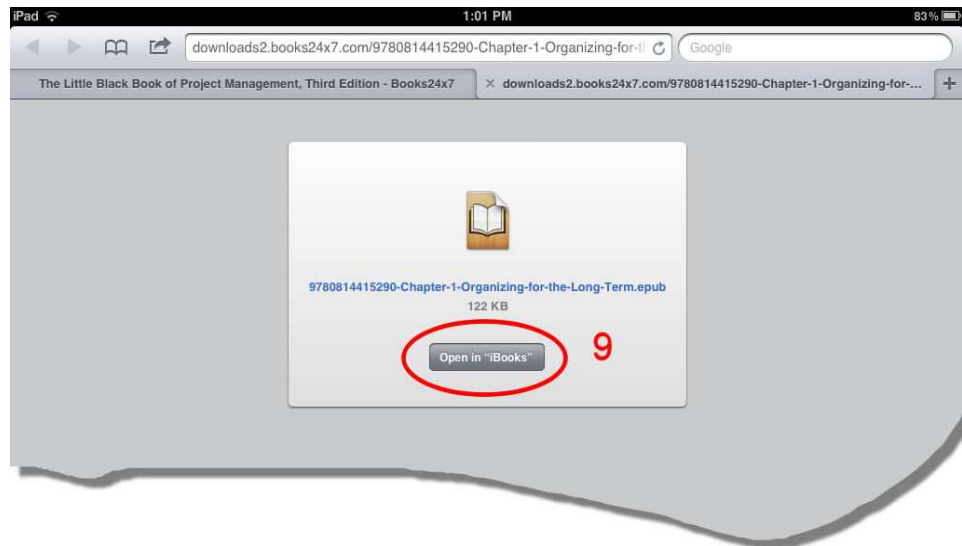 iPad 1:01 PM 83%
downloads2.books24x7.com/9780814415290-Chapter-1-Organizing-for-t Google
The Little Black Book of Project Management, Third Edition - Books24x7 × downloads2.books24x7.com/9780814415290-Chapter-1-Organizing-for-... +
9780814415290-Chapter-1-Organizing-for-the-Long-Term.epub
122 KB
Open in "iBooks" 9